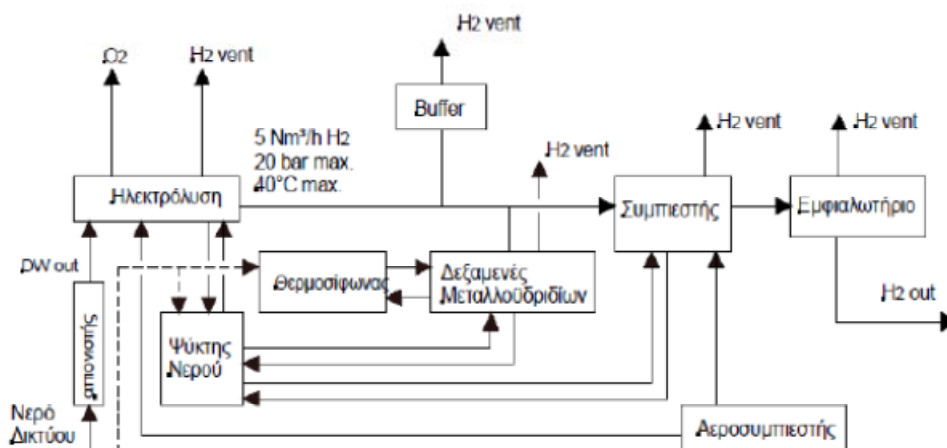 H2 vent
O2
H2 vent
Buffer
5 Nm³/h H2
20 bar max.
40°C max.
H2 vent
H2 vent
H2 vent
Ηλεκτρόλυση
Συμπιεστής
Εμφιαλωτήριο
DW out
Θερμοσίφωνας
Δεξαμενές
Μεταλλοϋδριδίων
H2 out
απιονιστής
Ψύκτης
Νερού
Νερό
Δικτύου
Αεροσυμπιεστής